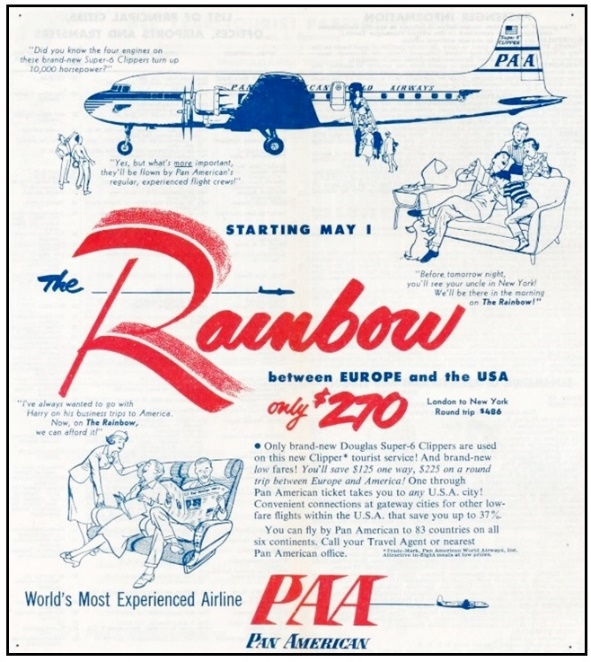 "Did you know the four engines on
these brand-new Super-6 Clippers turn up
10,000 horsepower?"
Super 6
CLIPPER
PAA
PAN AMERICAN WORLD AIRWAYS
"Yes, but what's more important,
they'll be flown by Pan American's
regular, experienced flight crews!"
STARTING MAY 1
The Rainbow
"Before tomorrow night,
you'll see your uncle in New York!
We'll be there in the morning
on The Rainbow!"
between EUROPE and the USA
only $270
London to New York
Round trip $486
"I've always wanted to go with
Harry on his business trips to America.
Now, on The Rainbow,
we can afford it!"
• Only brand-new Douglas Super-6 Clippers are used
on this new Clipper* tourist service! And brand-new
low fares! You'll save $125 one way, $225 on a round
trip between Europe and America! One through
Pan American ticket takes you to any U.S.A. city!
Convenient connections at gateway cities for other low-
fare flights within the U.S.A. that save you up to 37%.
You can fly by Pan American to 83 countries on all
six continents. Call your Travel Agent or nearest
Pan American office.
*Trade-Mark, Pan American World Airways, Inc.
Attractive in-flight meals at low prices.
World's Most Experienced Airline
PAA
PAN AMERICAN